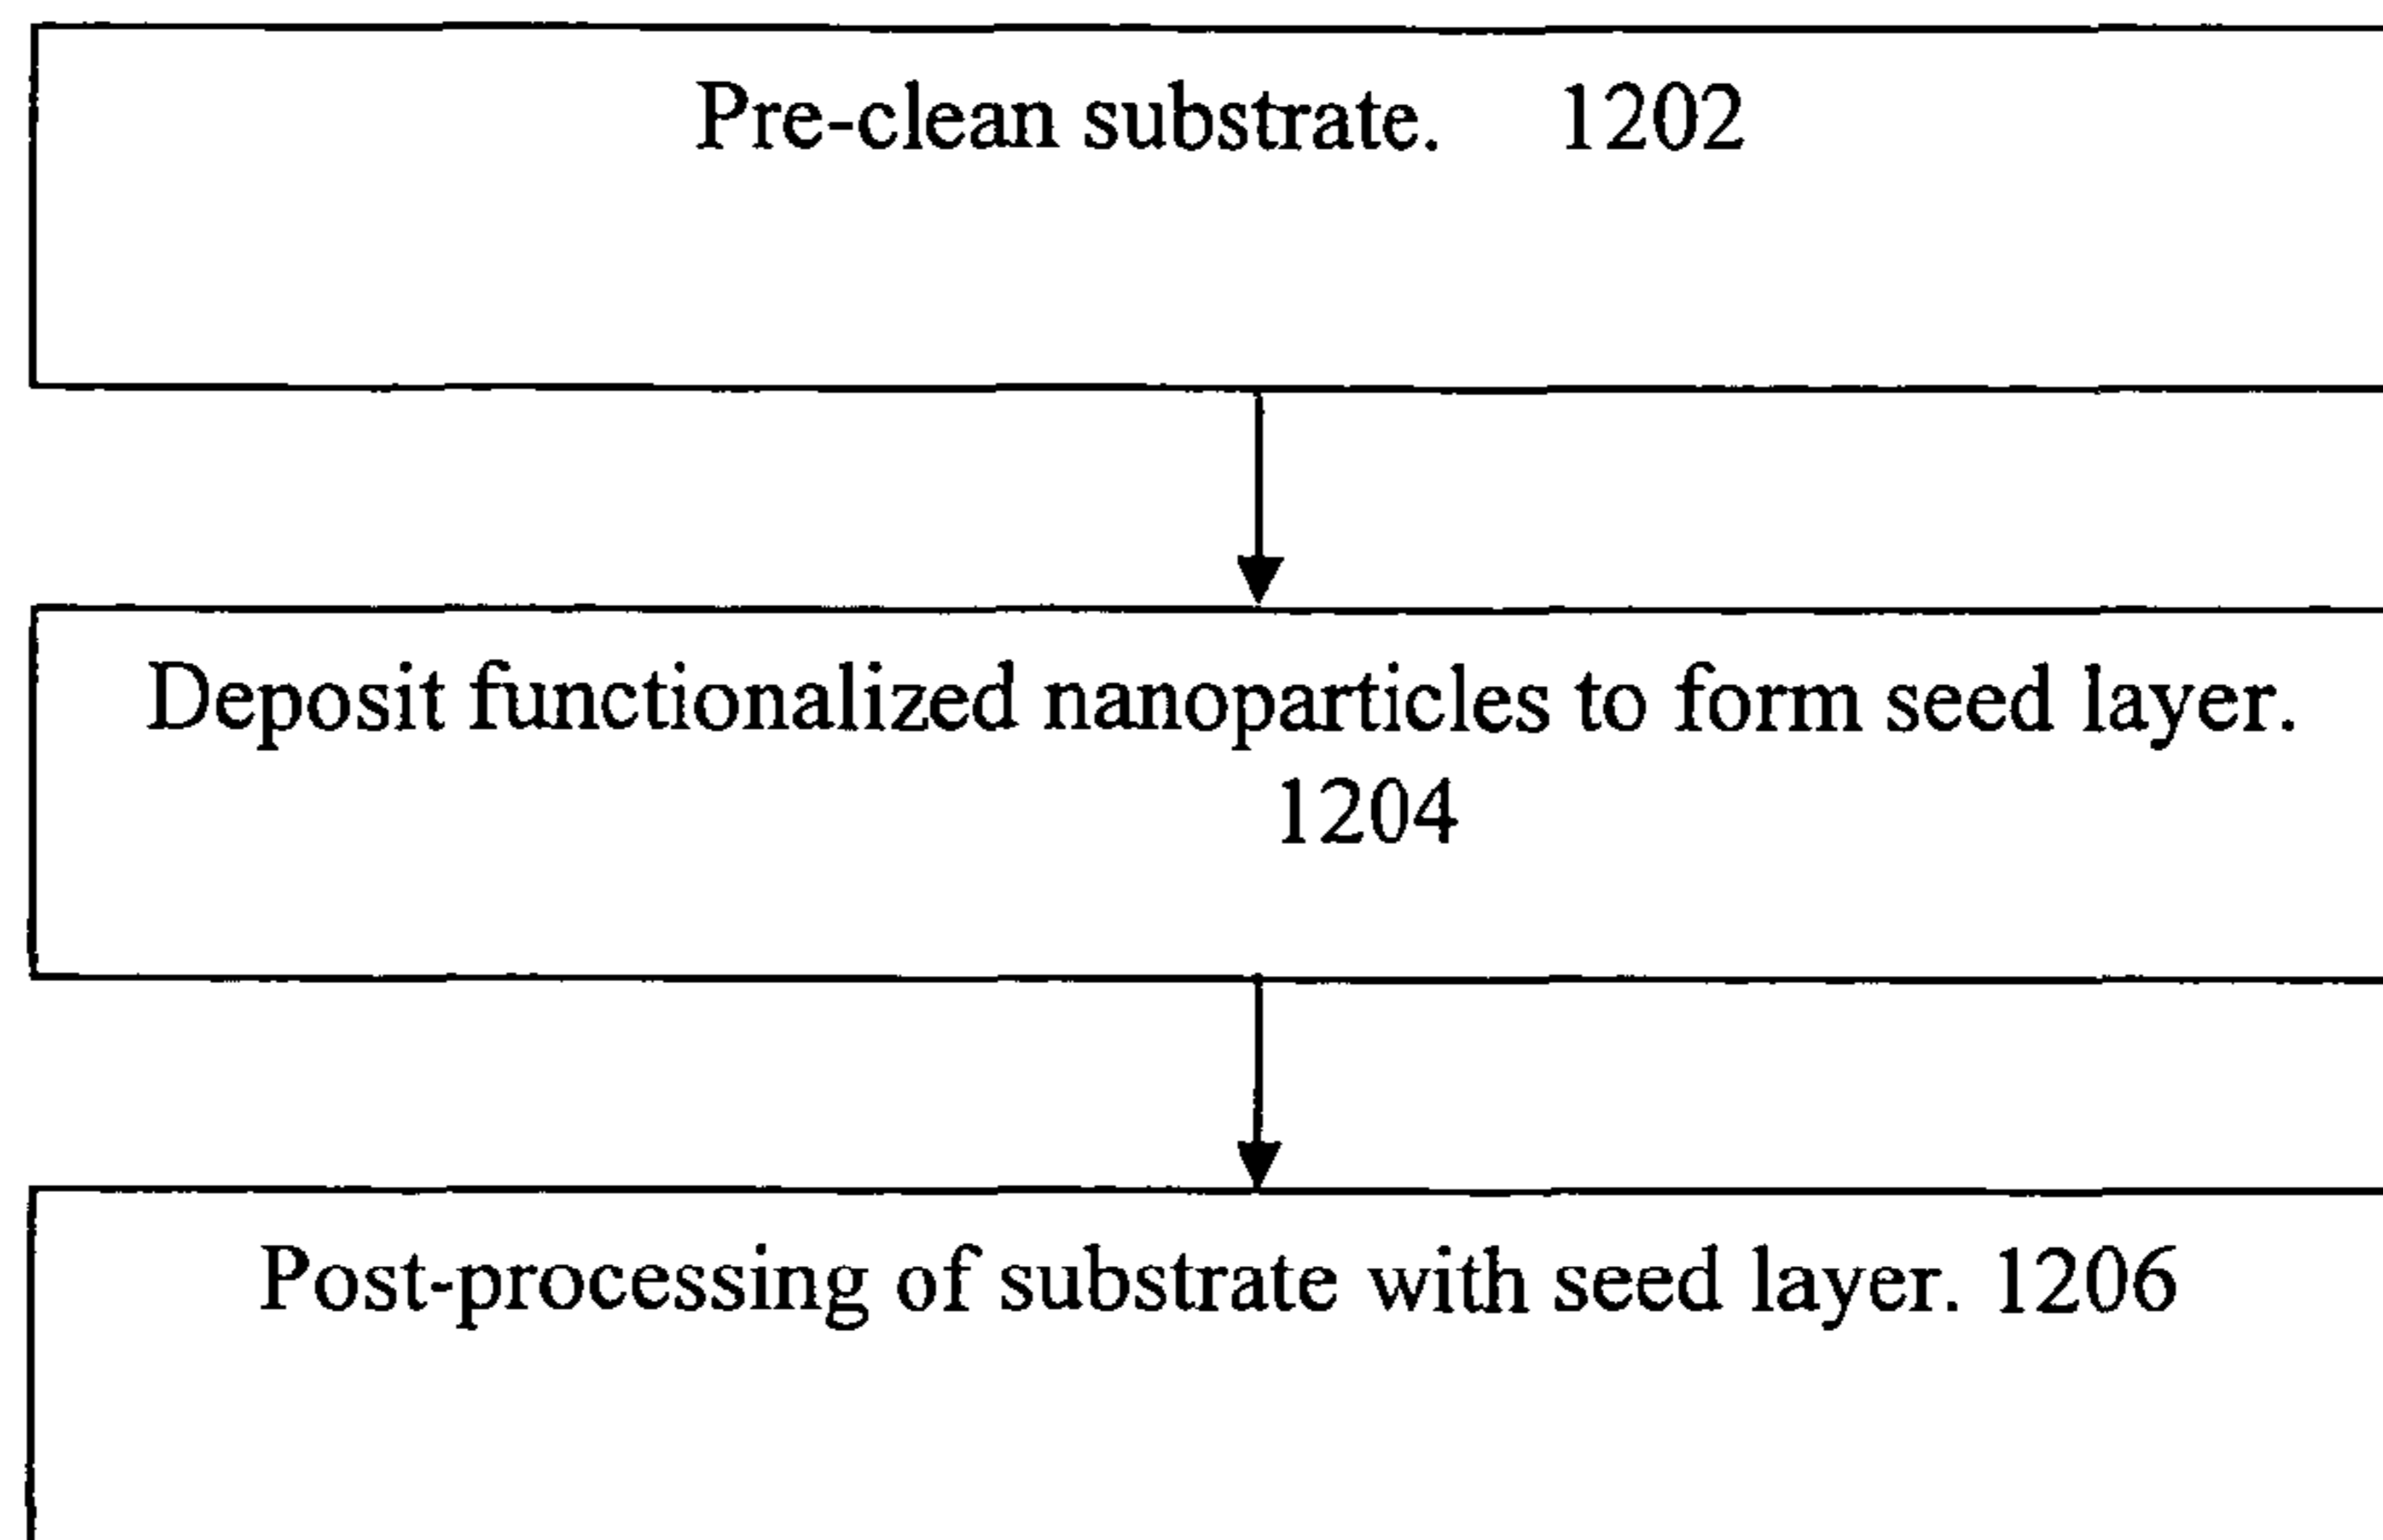 Pre-clean substrate. 1202
Deposit functionalized nanoparticles to form seed layer.
1204
Post-processing of substrate with seed layer. 1206